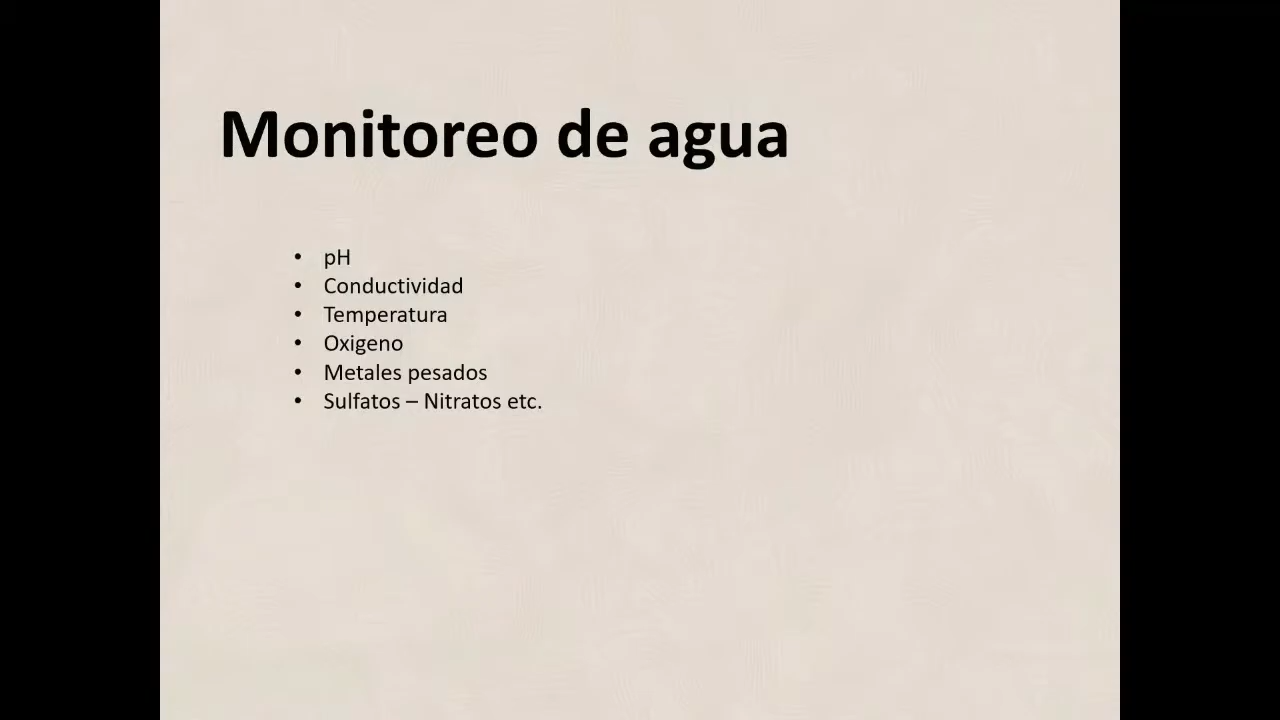 Monitoreo de agua
• pH
• Conductividad
• Temperatura
• Oxigeno
• Metales pesados
• Sulfatos – Nitratos etc.